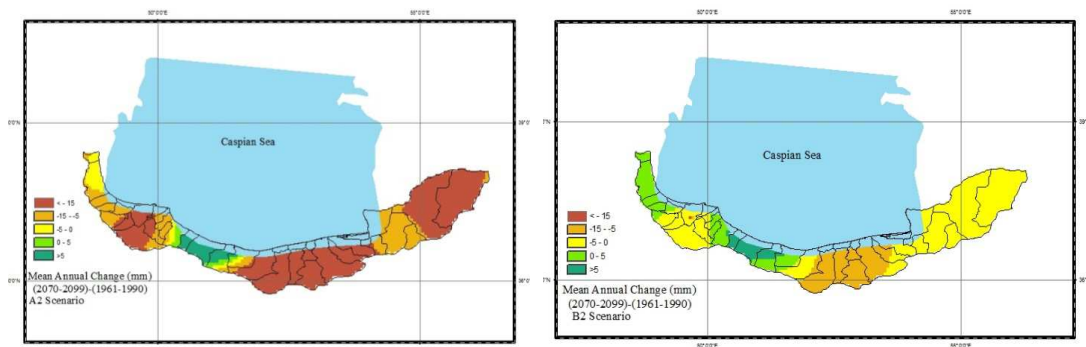 Caspian Sea
< - 15
-15 - -5
-5 - 0
0 - 5
>5
Mean Annual Change (mm)
(2070-2099)-(1961-1990)
A2 Scenario
Caspian Sea
< - 15
-15 - -5
-5 - 0
0 - 5
>5
Mean Annual Change (mm)
(2070-2099)-(1961-1990)
B2 Scenario